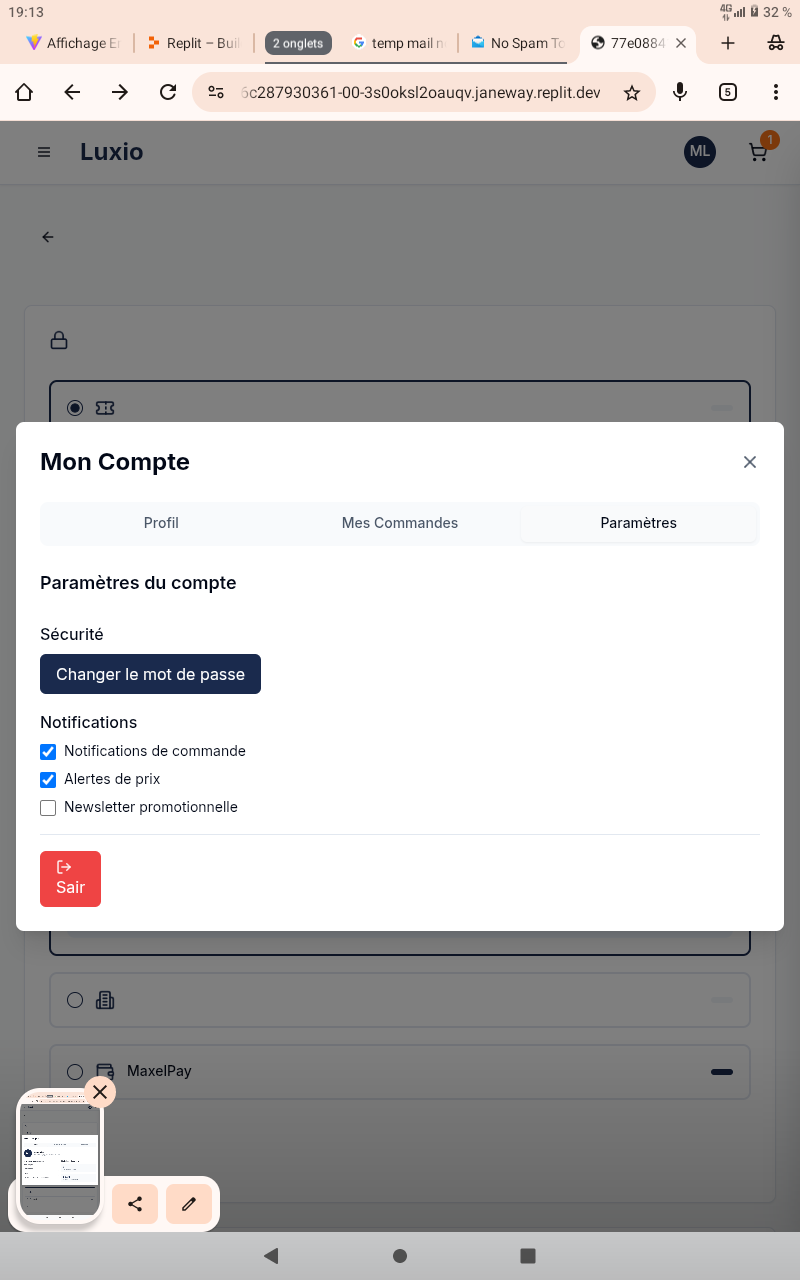 19:13
4G
32 %
Affichage E
Replit – Buil
2 onglets
temp mail n
No Spam To
77e0884
6c287930361-00-3s0oksl2oauqv.janeway.replit.dev
5
Luxio
ML
1
Mon Compte
Profil
Mes Commandes
Paramètres
Paramètres du compte
Sécurité
Changer le mot de passe
Notifications
Notifications de commande
Alertes de prix
Newsletter promotionnelle
Sair
MaxelPay